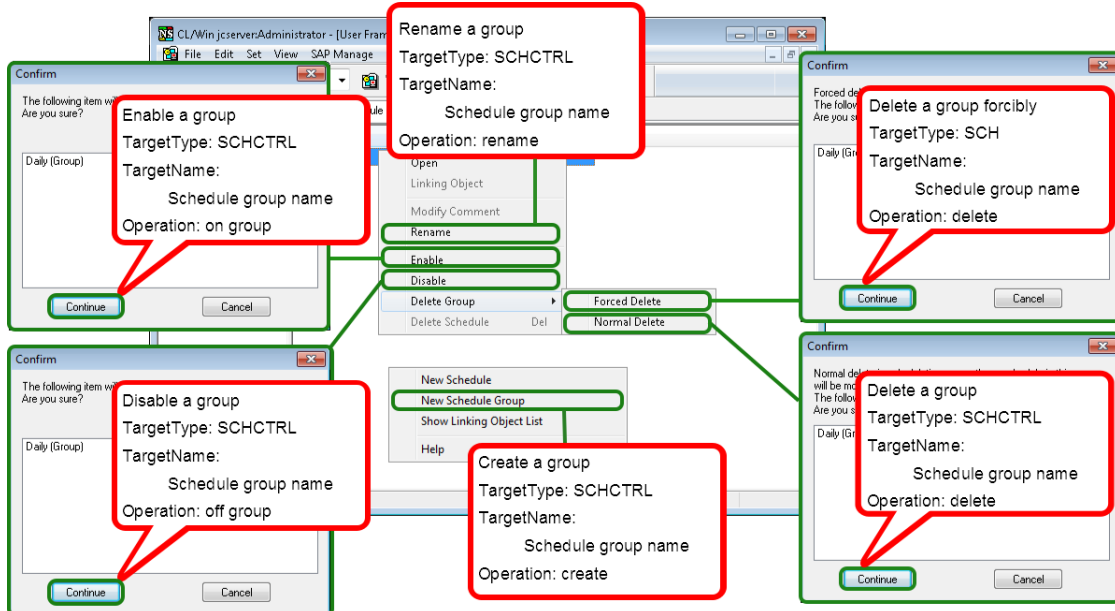 CL/Win jcserver:Administrator - [User Fram
File Edit Set View SAP Manage
Rename a group
TargetType: SCHCTRL
TargetName:
Schedule group name
Operation: rename
Confirm
The following item wi
Are you sure?
Daily (Group)
Enable a group
TargetType: SCHCTRL
TargetName:
Schedule group name
Operation: on group
Continue
Cancel
Confirm
Forced de
The follow
Are you s
Daily (Gr
Delete a group forcibly
TargetType: SCH
TargetName:
Schedule group name
Operation: delete
Continue
Cancel
Open
Linking Object
Modify Comment
Rename
Enable
Disable
Delete Group
Delete Schedule Del
Forced Delete
Normal Delete
Confirm
The following item wi
Are you sure?
Daily (Group)
Disable a group
TargetType: SCHCTRL
TargetName:
Schedule group name
Operation: off group
Continue
Cancel
New Schedule
New Schedule Group
Show Linking Object List
Help
Create a group
TargetType: SCHCTRL
TargetName:
Schedule group name
Operation: create
Confirm
will be mo
The follow
Are you s
Daily (Gr
Delete a group
TargetType: SCHCTRL
TargetName:
Schedule group name
Operation: delete
Continue
Cancel